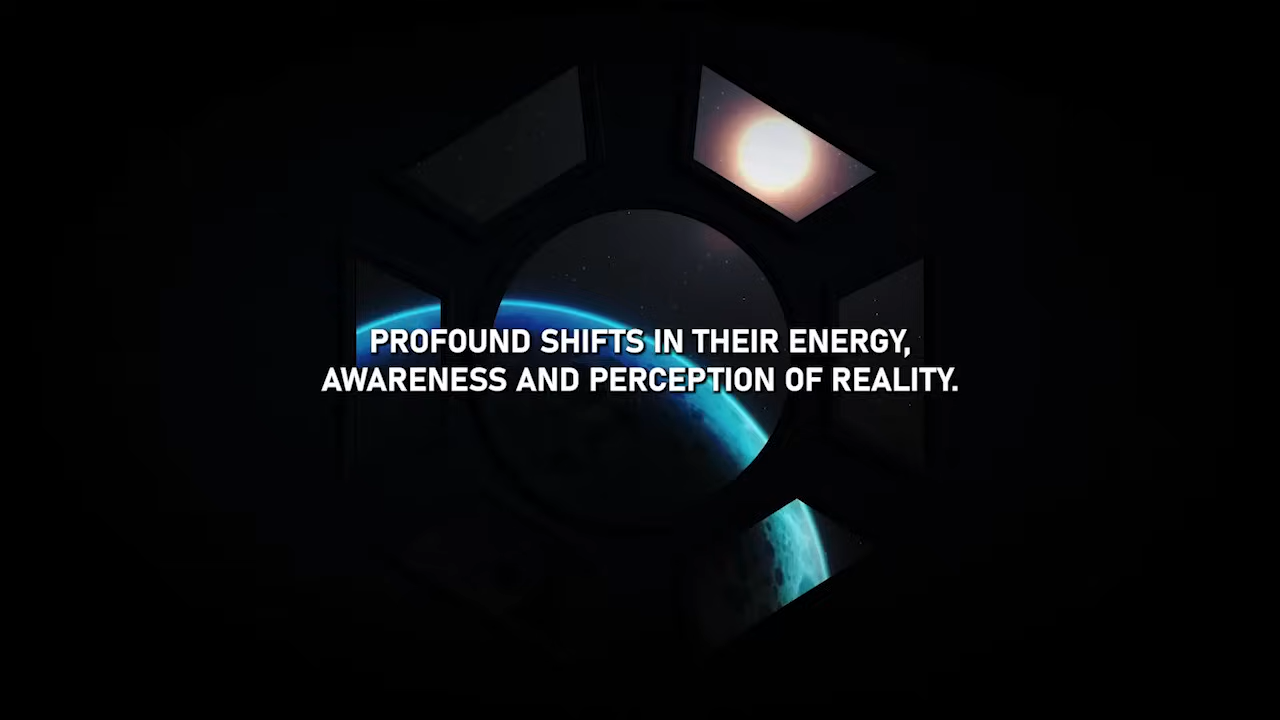 PROFOUND SHIFTS IN THEIR ENERGY,
AWARENESS AND PERCEPTION OF REALITY.